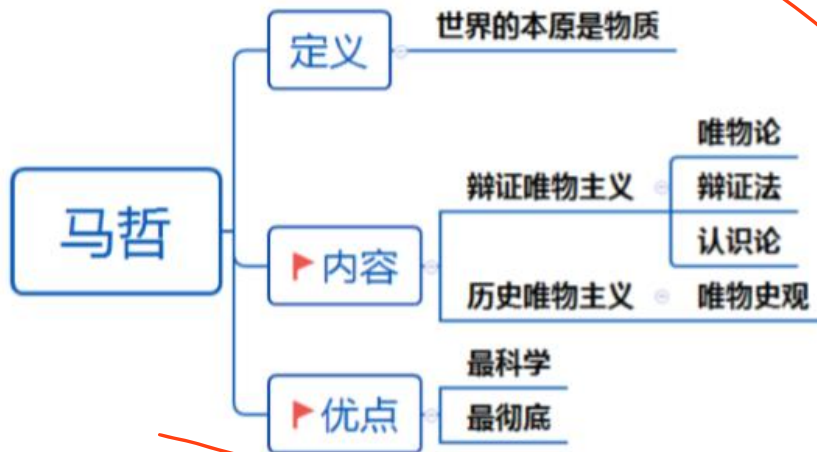 马哲
定义
世界的本原是物质
内容
辩证唯物主义
唯物论
辩证法
认识论
历史唯物主义
唯物史观
优点
最科学
最彻底